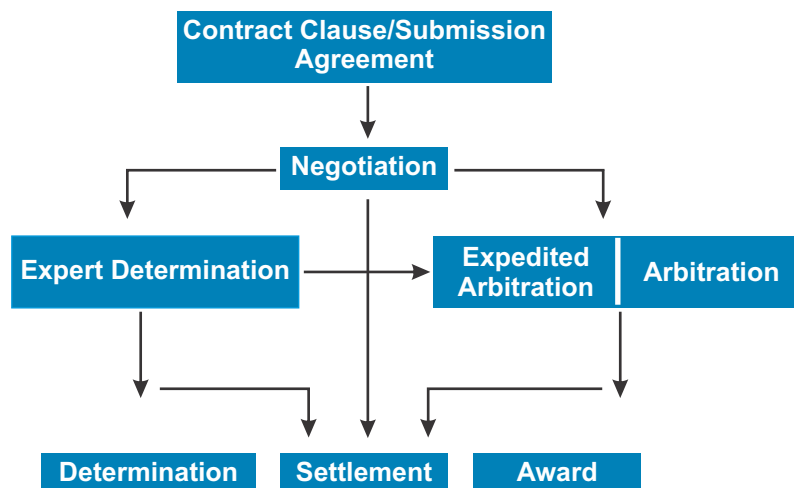 Contract Clause/Submission
Agreement
Negotiation
Expert Determination
Expedited
Arbitration
Arbitration
Determination
Settlement
Award